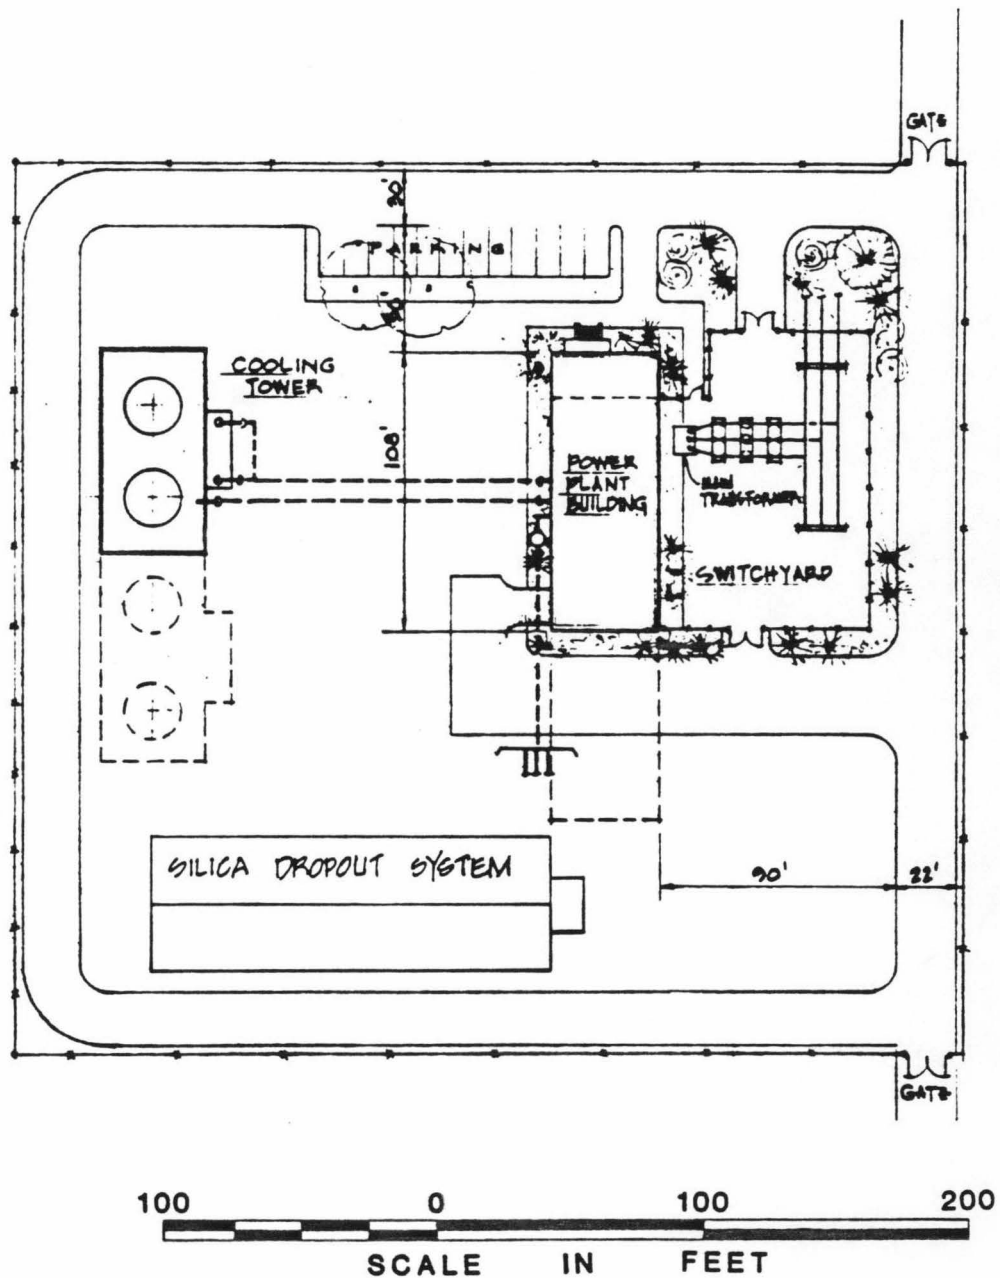 GATE
20'
PARKING
COOLING
TOWER
108'
POWER
PLANT
BUILDING
MAIN
TRANSFORMER
SWITCHYARD
SILICA DROPOUT SYSTEM
90'
22'
GATE
100 0 100 200
SCALE IN FEET